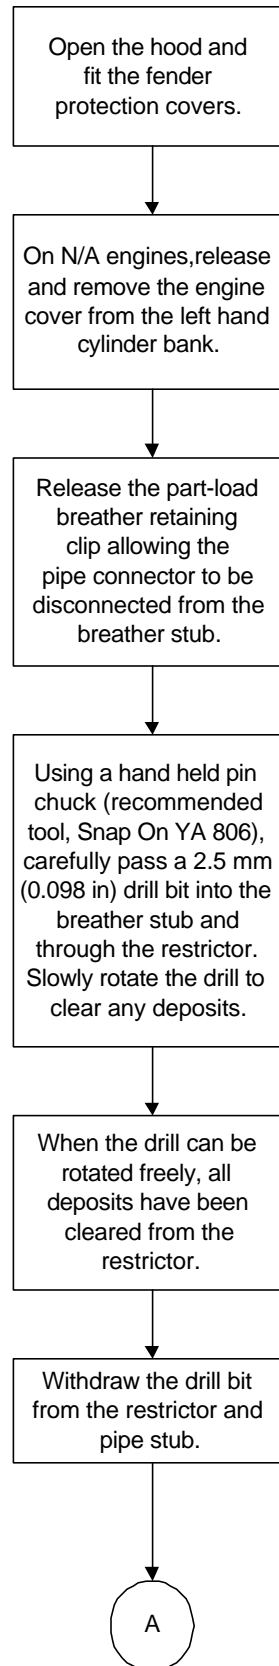 Open the hood and
fit the fender
protection covers.
On N/A engines,release
and remove the engine
cover from the left hand
cylinder bank.
Release the part-load
breather retaining
clip allowing the
pipe connector to be
disconnected from the
breather stub.
Using a hand held pin
chuck (recommended
tool, Snap On YA 806),
carefully pass a 2.5 mm
(0.098 in) drill bit into the
breather stub and
through the restrictor.
Slowly rotate the drill to
clear any deposits.
When the drill can be
rotated freely, all
deposits have been
cleared from the
restrictor.
Withdraw the drill bit
from the restrictor and
pipe stub.
A